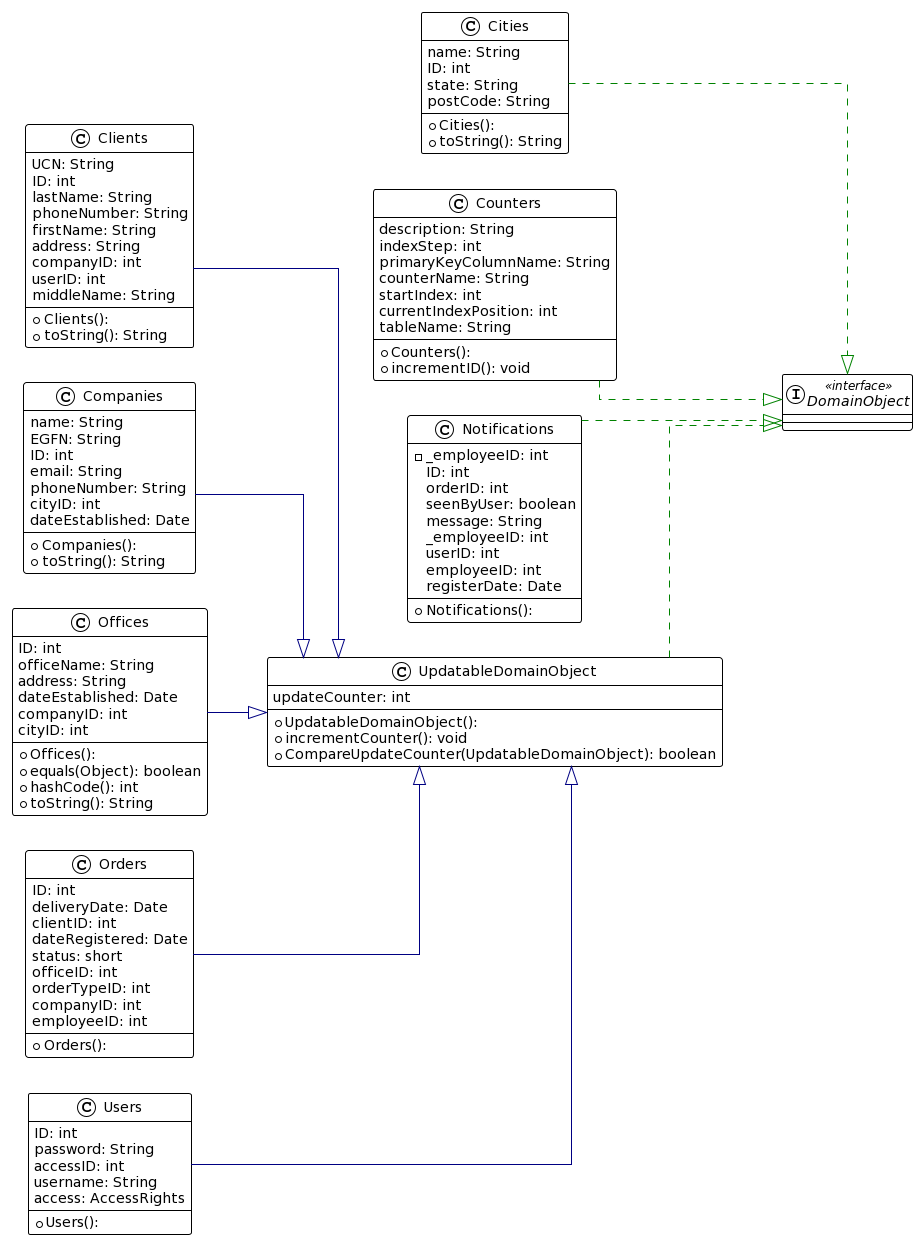 C Cities
name: String
ID: int
state: String
postCode: String
Cities():
toString(): String
C Clients
UCN: String
ID: int
lastName: String
phoneNumber: String
firstName: String
address: String
companyID: int
userID: int
middleName: String
Clients():
toString(): String
C Counters
description: String
indexStep: int
primaryKeyColumnName: String
counterName: String
startIndex: int
currentIndexPosition: int
tableName: String
Counters():
incrementID(): void
«interface»
I DomainObject
C Companies
name: String
EGFN: String
ID: int
email: String
phoneNumber: String
cityID: int
dateEstablished: Date
Companies():
toString(): String
C Notifications
_employeeID: int
ID: int
orderID: int
seenByUser: boolean
message: String
_employeeID: int
userID: int
employeeID: int
registerDate: Date
Notifications():
C Offices
ID: int
officeName: String
address: String
dateEstablished: Date
companyID: int
cityID: int
Offices():
equals(Object): boolean
hashCode(): int
toString(): String
C UpdatableDomainObject
updateCounter: int
UpdatableDomainObject():
incrementCounter(): void
CompareUpdateCounter(UpdatableDomainObject): boolean
C Orders
ID: int
deliveryDate: Date
clientID: int
dateRegistered: Date
status: short
officeID: int
orderTypeID: int
companyID: int
employeeID: int
Orders():
C Users
ID: int
password: String
accessID: int
username: String
access: AccessRights
Users():